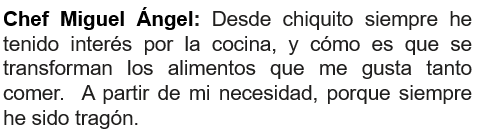 Chef Miguel Ángel: Desde chiquito siempre he
tenido interés por la cocina, y cómo es que se
transforman los alimentos que me gusta tanto
comer.  A partir de mi necesidad, porque siempre
he sido tragón.